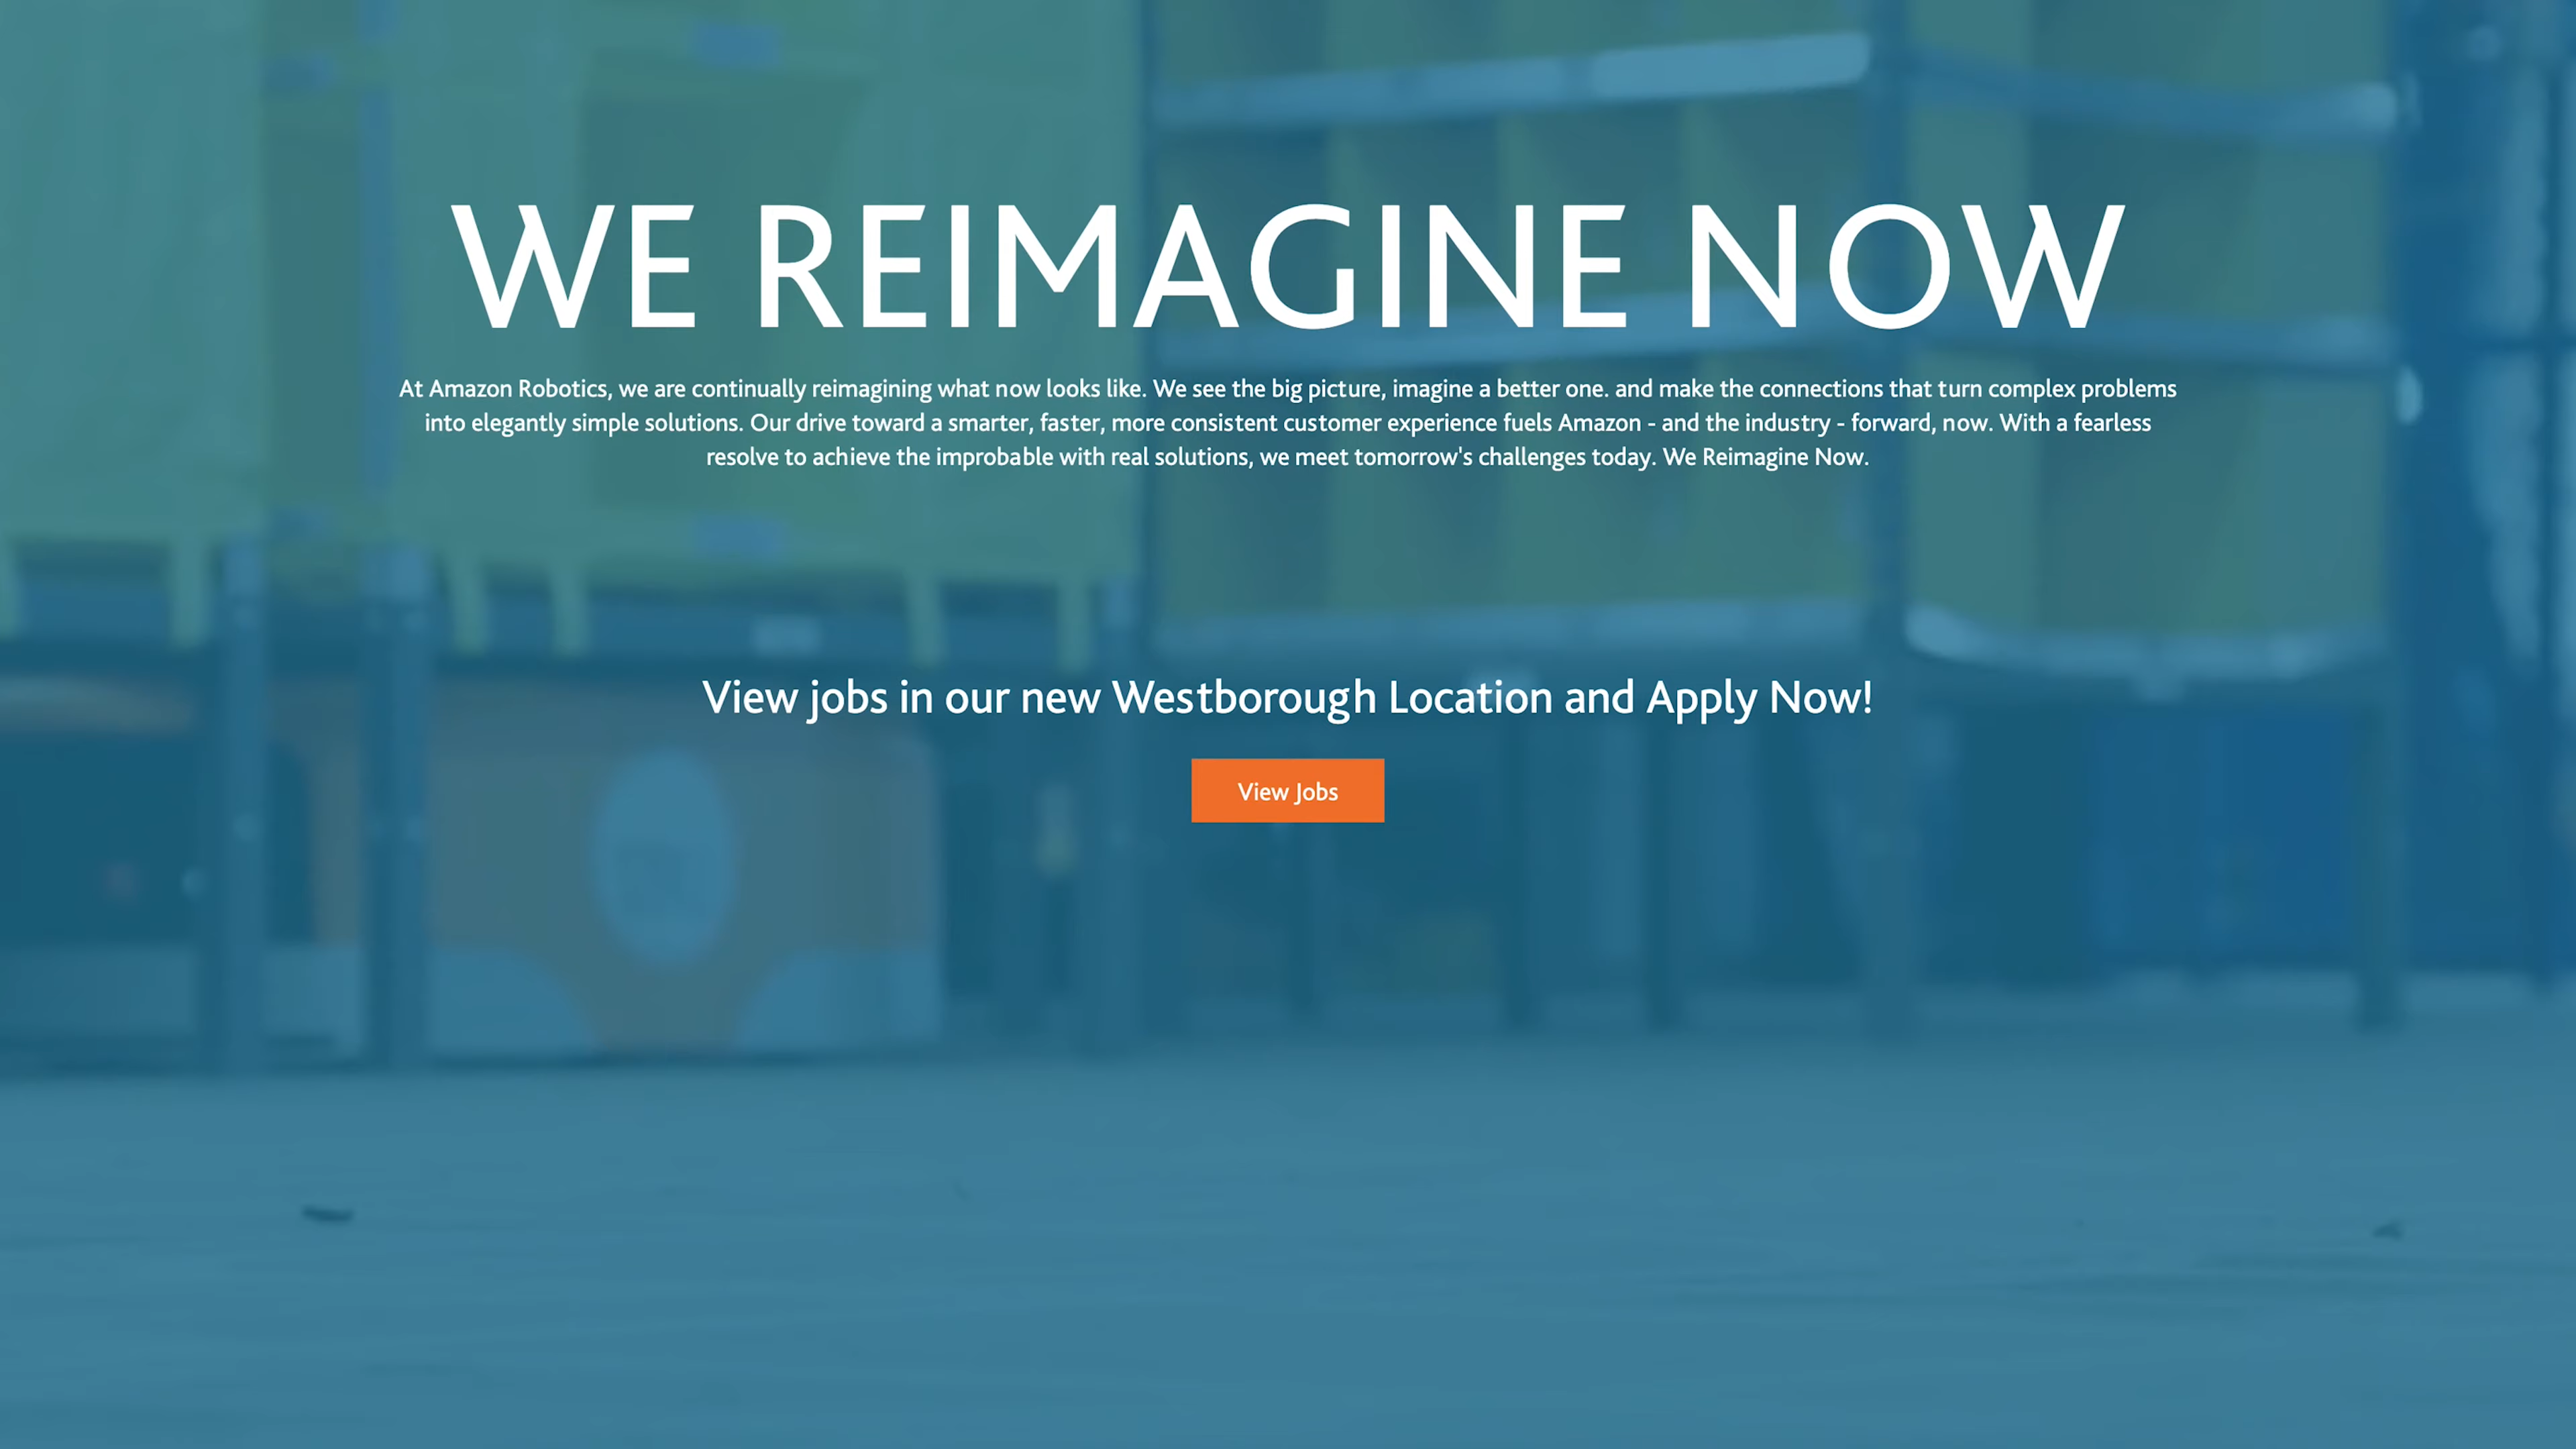 WE REIMAGINE NOW
At Amazon Robotics, we are continually reimagining what now looks like. We see the big picture, imagine a better one. and make the connections that turn complex problems
into elegantly simple solutions. Our drive toward a smarter, faster, more consistent customer experience fuels Amazon - and the industry - forward, now. With a fearless
resolve to achieve the improbable with real solutions, we meet tomorrow's challenges today. We Reimagine Now.
View jobs in our new Westborough Location and Apply Now!
View Jobs